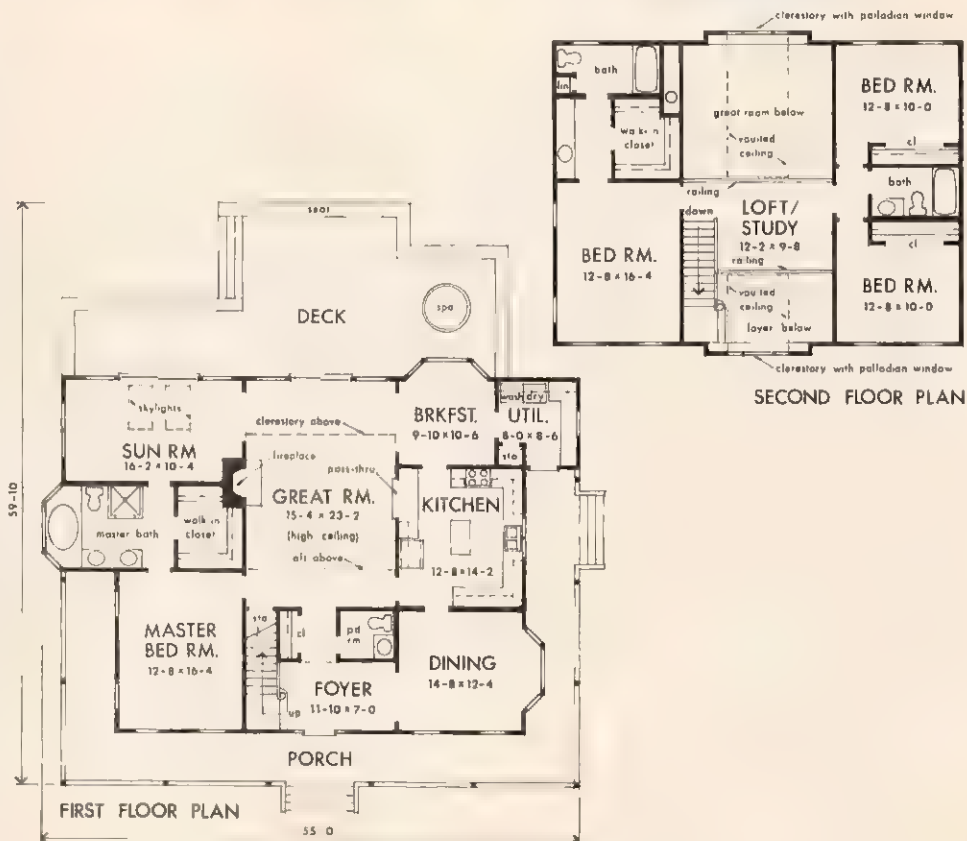 clerestory with palladian window
bath
lin
walk-in
closet
great room below
vaulted
ceiling
BED RM.
12-8 x 10-0
cl
railing
down
LOFT/
STUDY
12-2 x 9-8
railing
bath
cl
BED RM.
12-8 x 16-4
vaulted
ceiling
foyer below
BED RM.
12-8 x 10-0
clerestory with palladian window
SECOND FLOOR PLAN
seat
spa
DECK
skylights
SUN RM
16-2 x 10-4
clerestory above
fireplace
pass-thru
BRKFST.
9-10 x 10-6
wash
dry
UTIL.
8-0 x 8-6
sto
GREAT RM.
15-4 x 23-2
(high ceiling)
KITCHEN
12-8 x 14-2
master bath
walk in
closet
above
59-10
MASTER
BED RM.
12-8 x 16-4
sto
cl
pd
rm
up
FOYER
11-10 x 7-0
DINING
14-8 x 12-4
PORCH
FIRST FLOOR PLAN
55 0